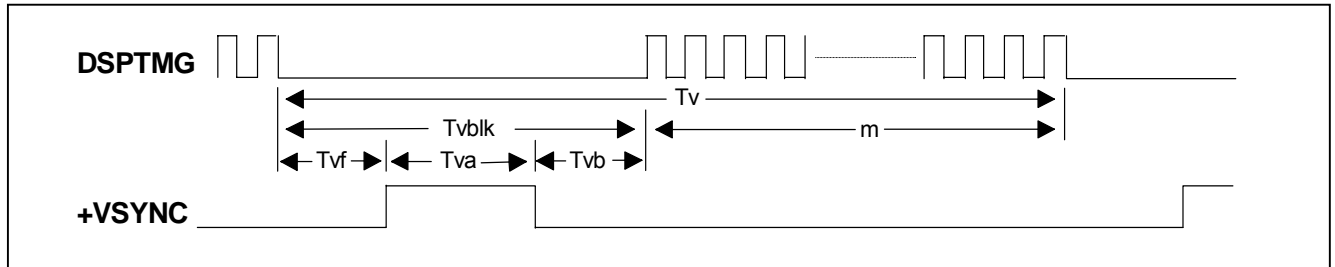 DSPTMG
Tv
Tvblk
m
Tvf
Tva
Tvb
+VSYNC